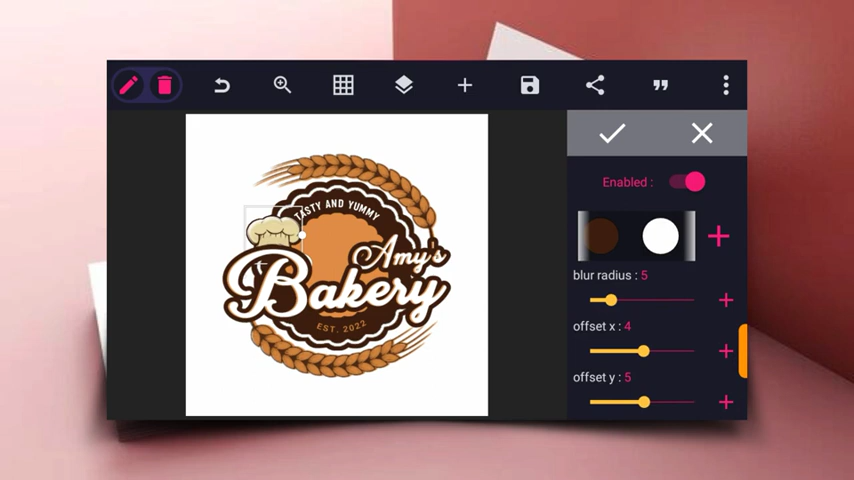 Enabled :
TASTY AND YUMMY
Amy's
Bakery
EST. 2022
blur radius : 5
offset x : 4
offset y : 5